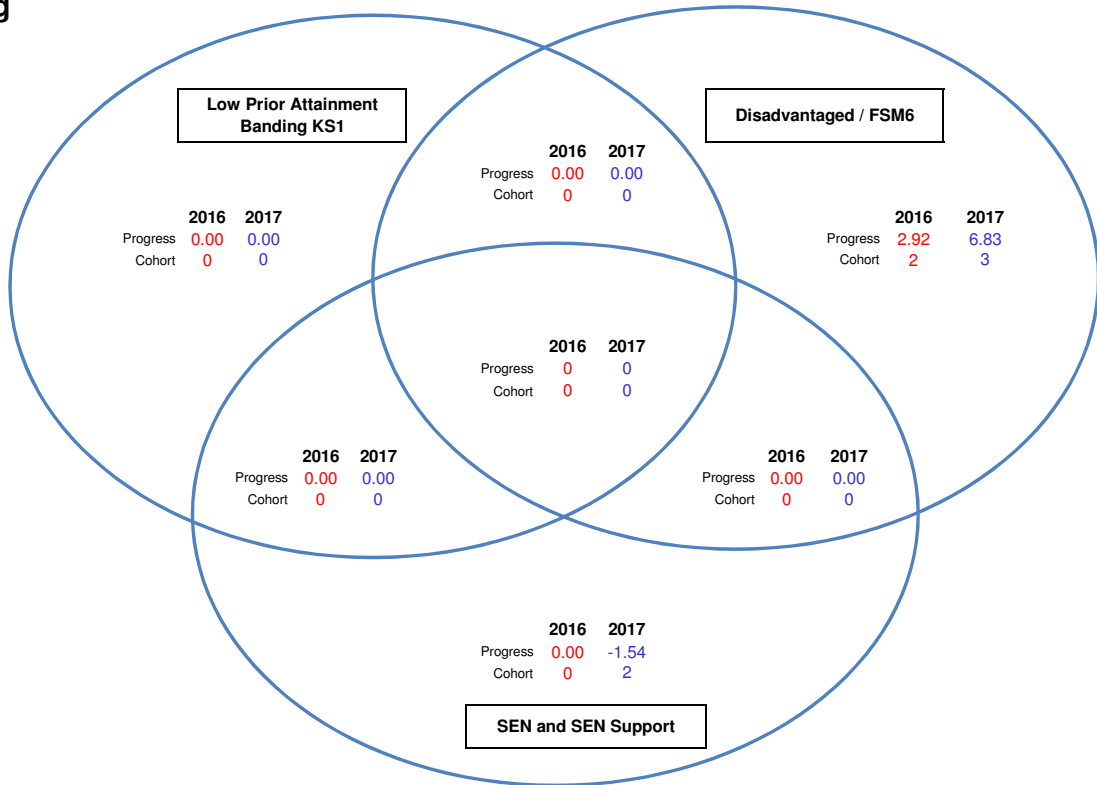 g
Low Prior Attainment
Banding KS1
Disadvantaged / FSM6
2016 2017
Progress 0.00 0.00
Cohort 0 0
2016 2017
Progress 0.00 0.00
Cohort 0 0
2016 2017
Progress 2.92 6.83
Cohort 2 3
2016 2017
Progress 0 0
Cohort 0 0
2016 2017
Progress 0.00 0.00
Cohort 0 0
2016 2017
Progress 0.00 0.00
Cohort 0 0
2016 2017
Progress 0.00 -1.54
Cohort 0 2
SEN and SEN Support